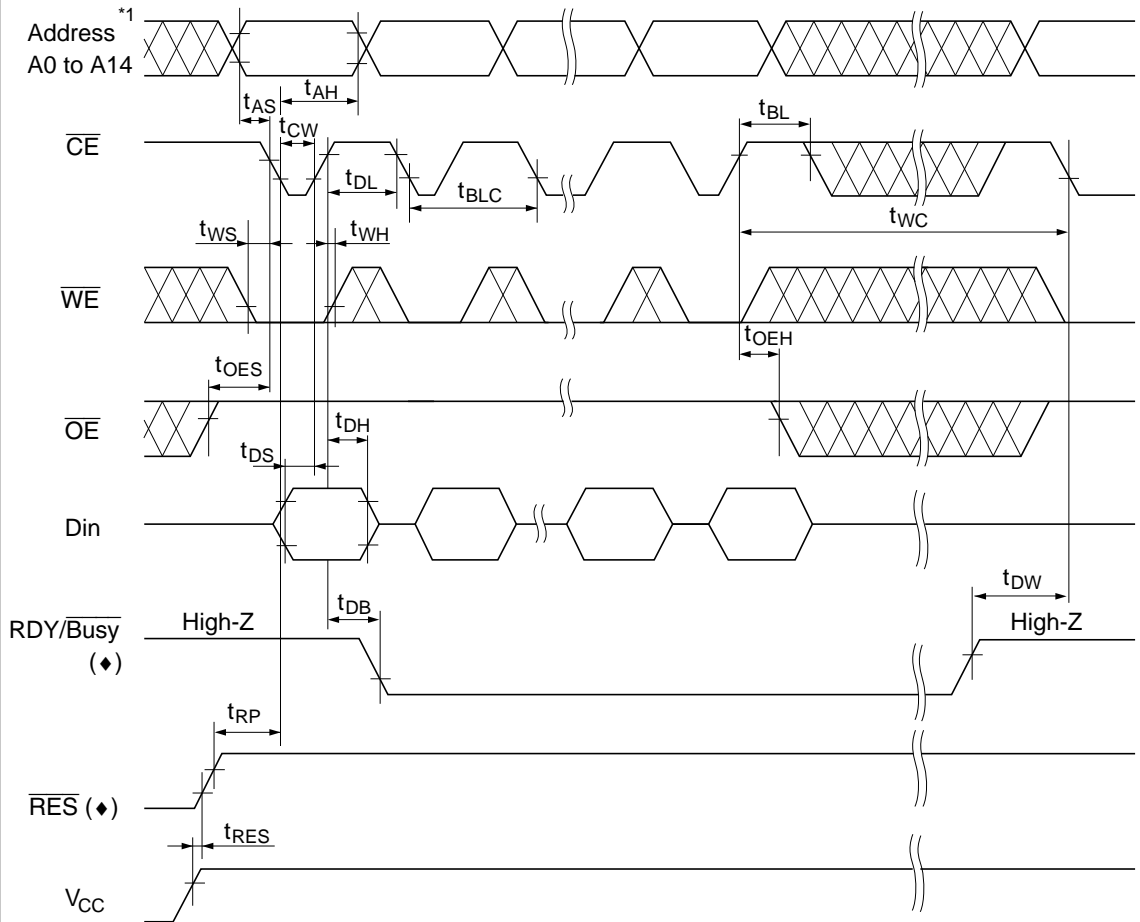 Address *1
A0 to A14
tAH
tAS
tCW
tBL
CE
tDL
tBLC
tWC
tWS
tWH
WE
tOEH
tOES
OE
tDH
tDS
Din
tDW
tDB
RDY/Busy
High-Z
High-Z
(♦)
tRP
RES (♦)
tRES
VCC